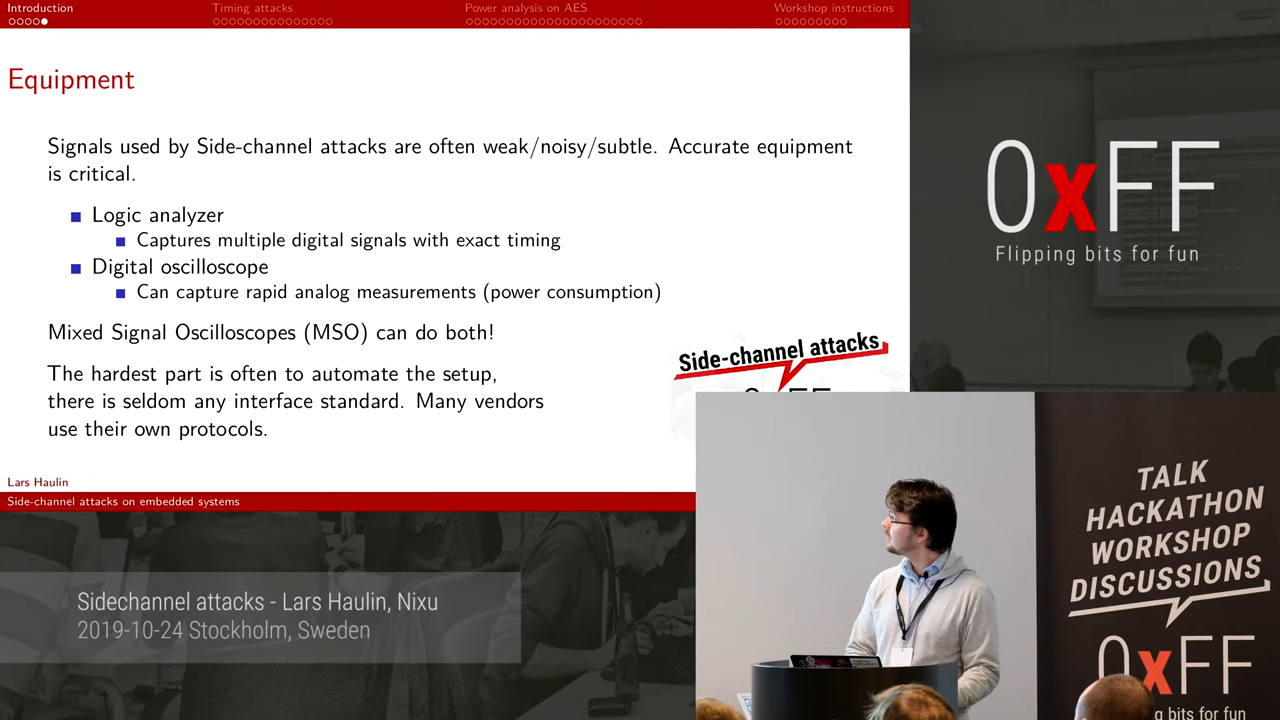 Introduction
Timing attacks
Power analysis on AES
Workshop instructions
Equipment
Signals used by Side-channel attacks are often weak/noisy/subtle. Accurate equipment
is critical.
Logic analyzer
Captures multiple digital signals with exact timing
Digital oscilloscope
Can capture rapid analog measurements (power consumption)
Mixed Signal Oscilloscopes (MSO) can do both!
The hardest part is often to automate the setup,
there is seldom any interface standard. Many vendors
use their own protocols.
Side-channel attacks
Lars Haulin
Side-channel attacks on embedded systems
0xFF
Flipping bits for fun
Sidechannel attacks - Lars Haulin, Nixu
2019-10-24 Stockholm, Sweden
TALK
HACKATHON
WORKSHOP
DISCUSSIONS
0xFF
g bits for fun